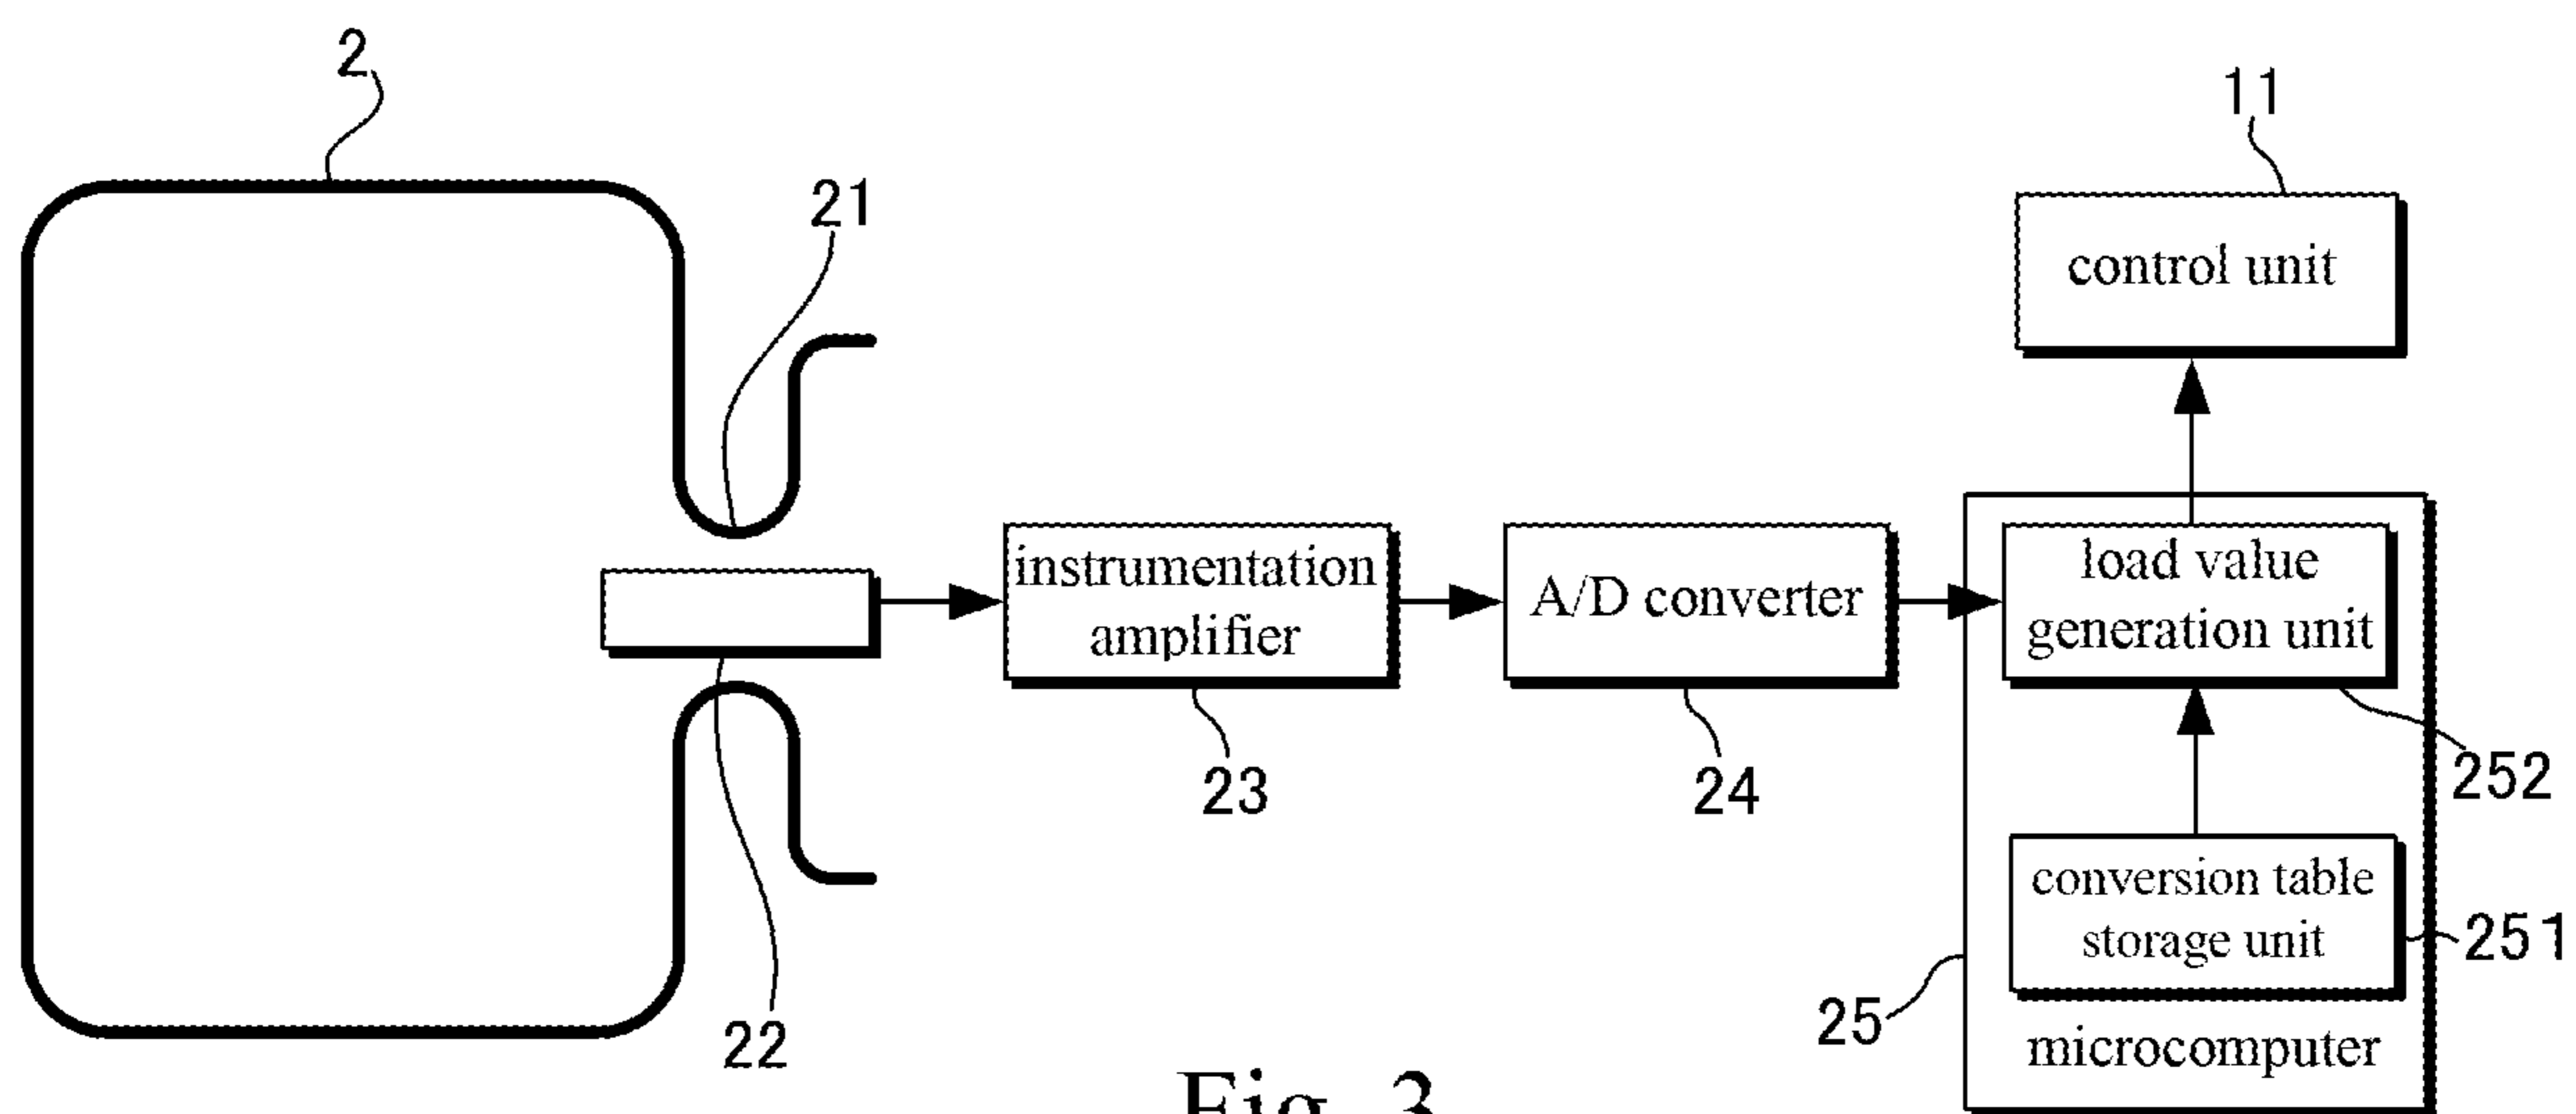 2
11
21
control unit
instrumentation
amplifier
A/D converter
load value
generation unit
23
24
252
conversion table
storage unit
251
25
22
microcomputer
Fig. 3